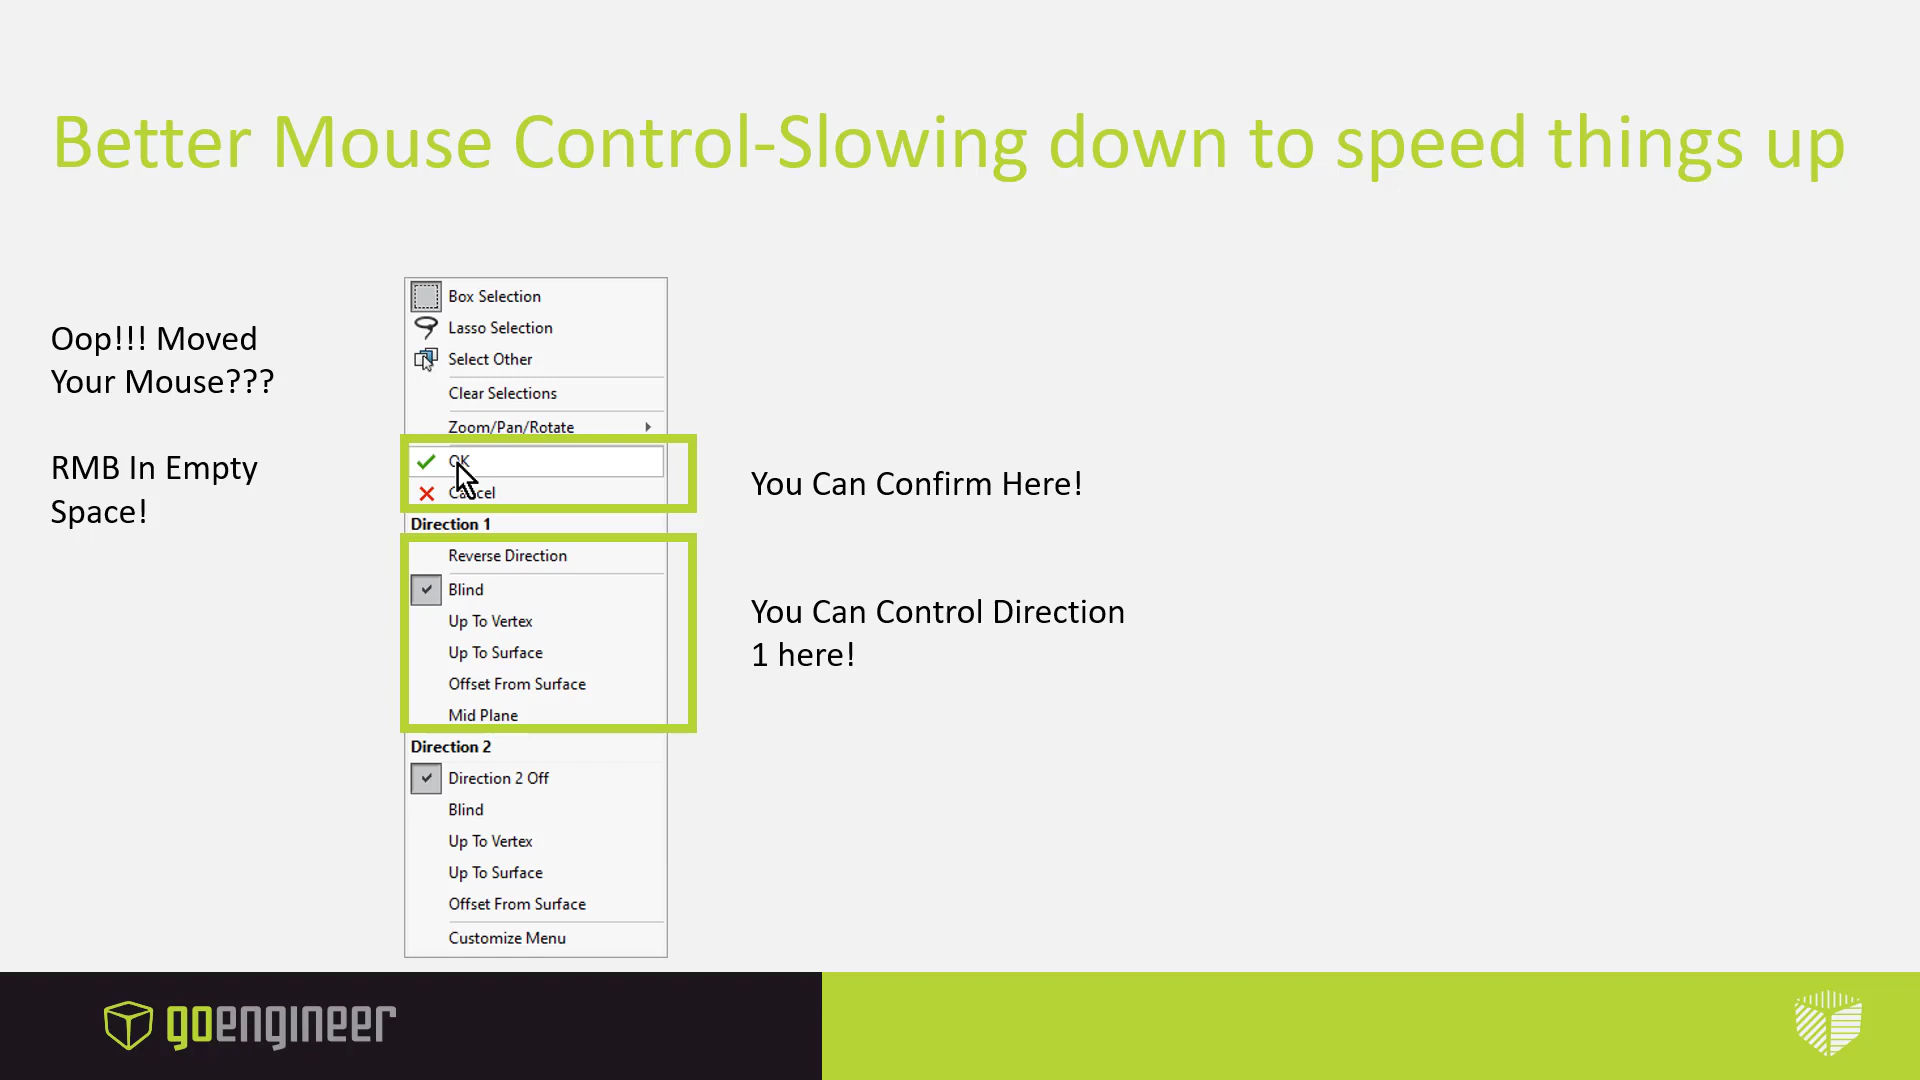 Better Mouse Control-Slowing down to speed things up
Oop!!! Moved
Your Mouse???
RMB In Empty
Space!
Box Selection
Lasso Selection
Select Other
Clear Selections
Zoom/Pan/Rotate
OK
Cancel
Direction 1
Reverse Direction
Blind
Up To Vertex
Up To Surface
Offset From Surface
Mid Plane
Direction 2
Direction 2 Off
Blind
Up To Vertex
Up To Surface
Offset From Surface
Customize Menu
You Can Confirm Here!
You Can Control Direction
1 here!
goengineer